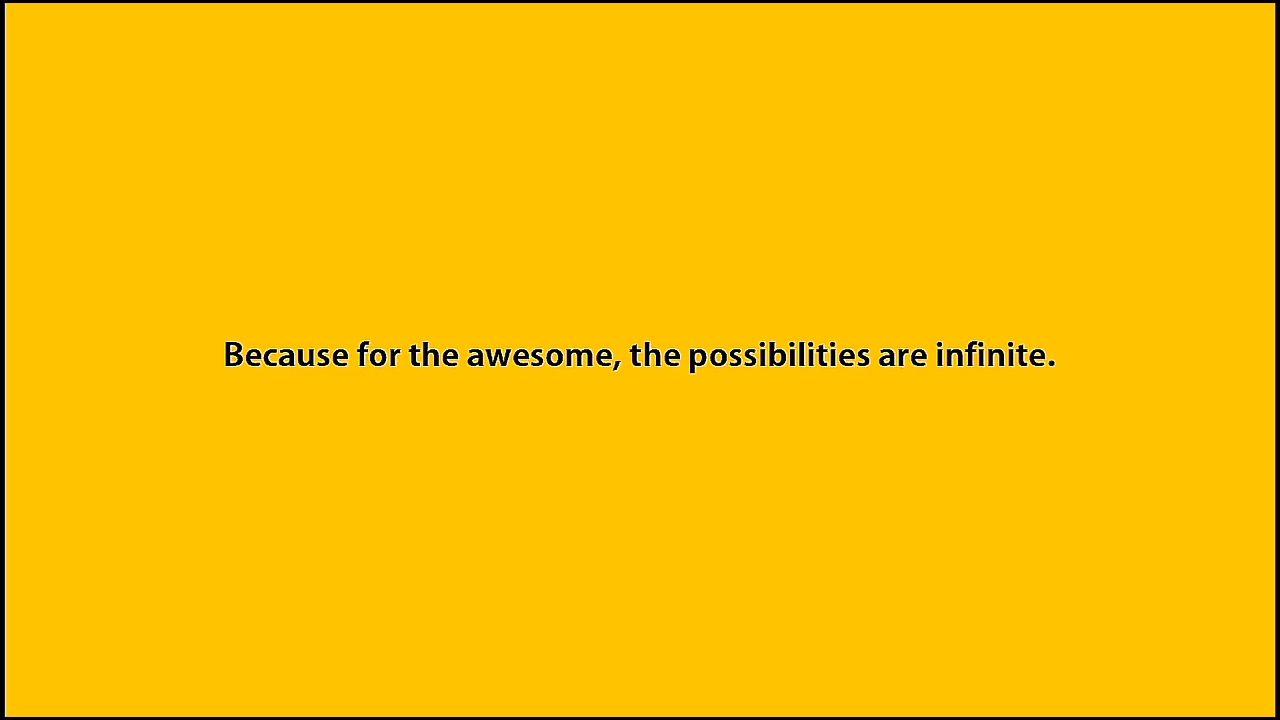 Because for the awesome, the possibilities are infinite.